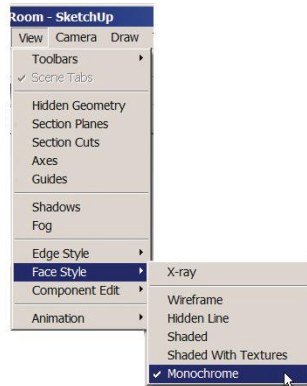 Room - SketchUp
View Camera Draw
Toolbars
Scene Tabs
Hidden Geometry
Section Planes
Section Cuts
Axes
Guides
Shadows
Fog
Edge Style
Face Style
Component Edit
Animation
X-ray
Wireframe
Hidden Line
Shaded
Shaded With Textures
Monochrome